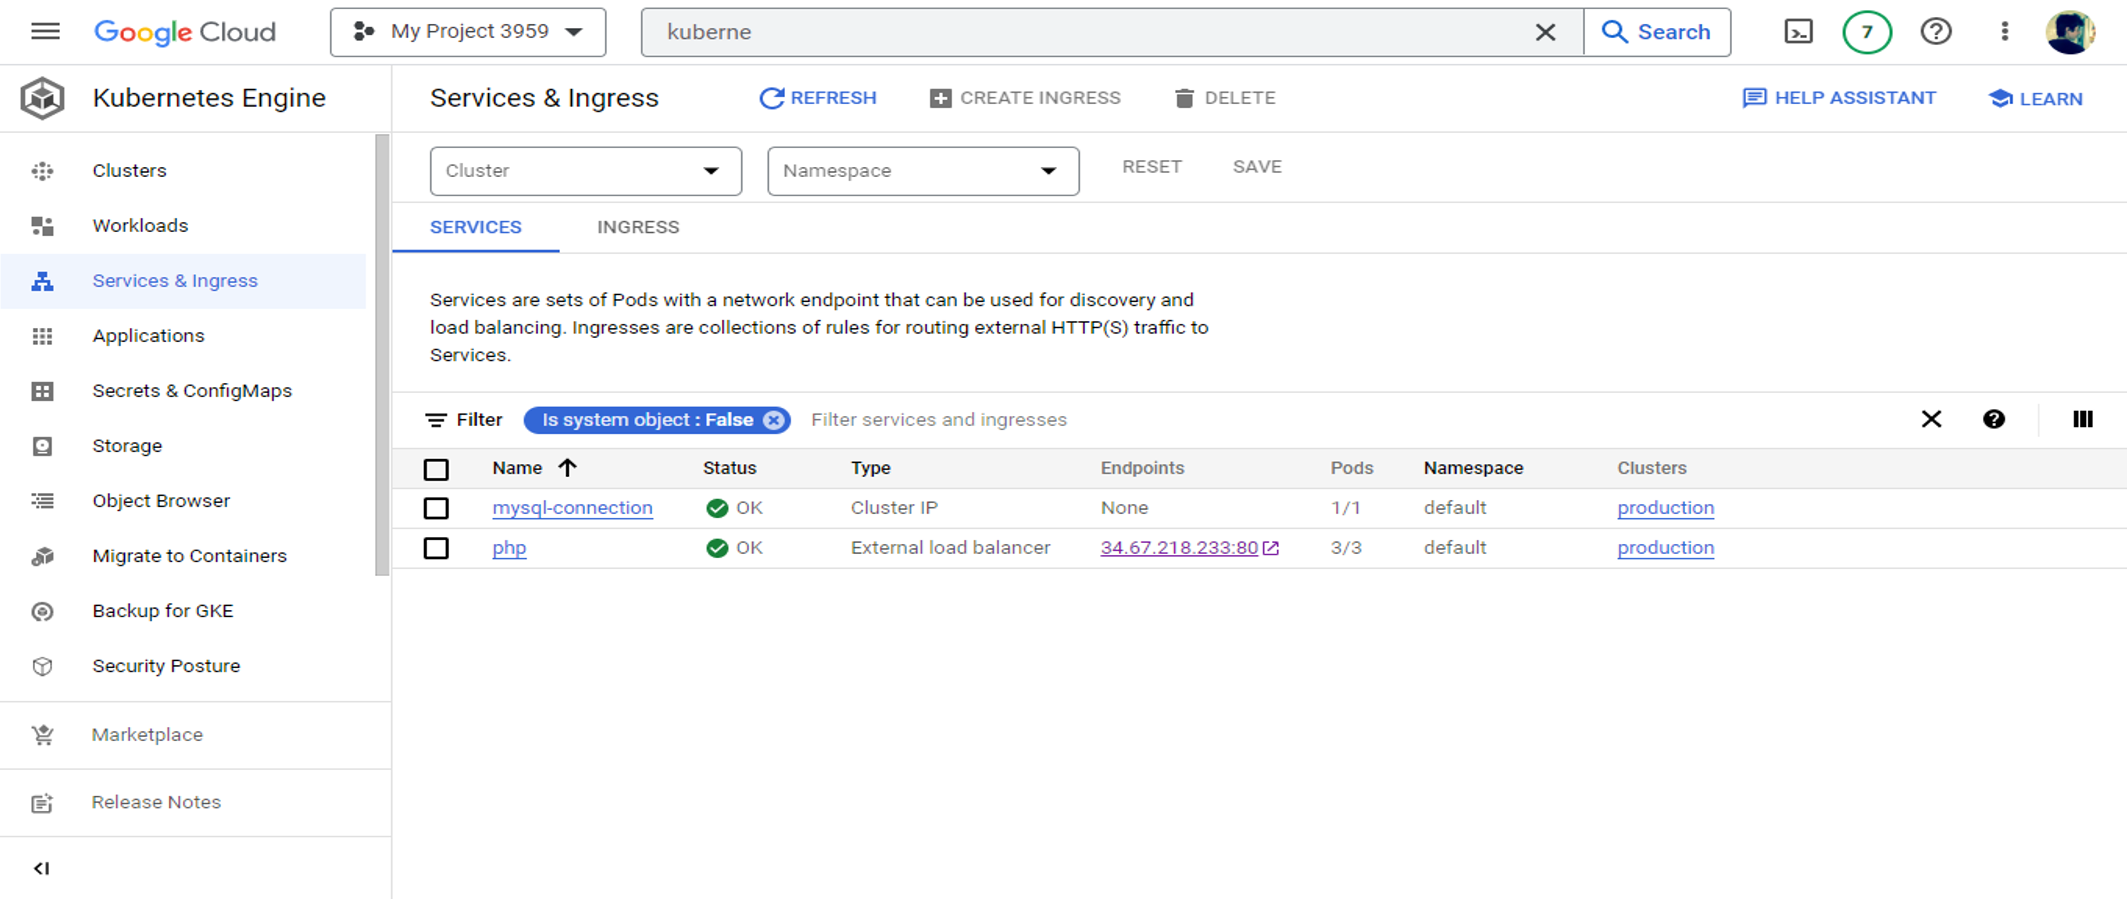 Google Cloud My Project 3959 kuberne Search 7
Kubernetes Engine
Services & Ingress REFRESH CREATE INGRESS DELETE HELP ASSISTANT LEARN
Clusters
Workloads
Services & Ingress
Applications
Secrets & ConfigMaps
Storage
Object Browser
Migrate to Containers
Backup for GKE
Security Posture
Marketplace
Release Notes
Cluster Namespace RESET SAVE
SERVICES INGRESS
Services are sets of Pods with a network endpoint that can be used for discovery and
load balancing. Ingresses are collections of rules for routing external HTTP(S) traffic to
Services.
Filter Is system object : False Filter services and ingresses
Name Status Type Endpoints Pods Namespace Clusters
mysql-connection OK Cluster IP None 1/1 default production
php OK External load balancer 34.67.218.233:80 3/3 default production